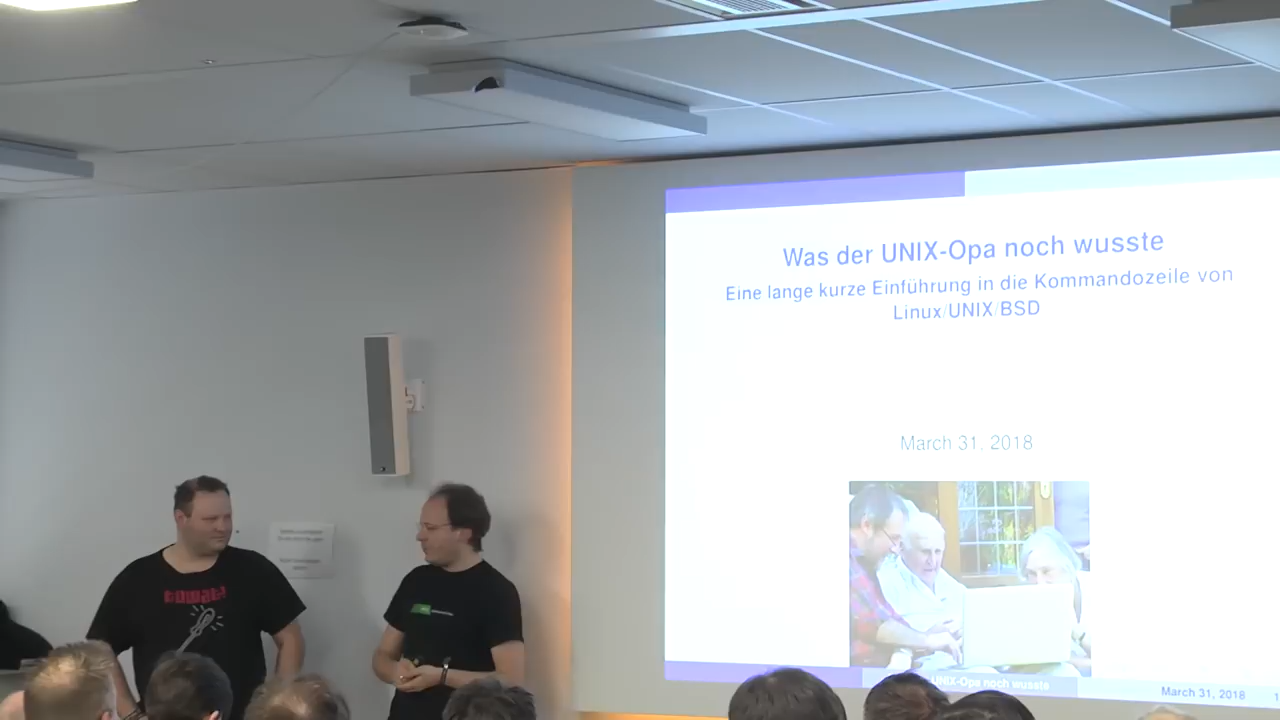 Was der UNIX-Opa noch wusste
Eine lange kurze Einführung in die Kommandozeile von
Linux/UNIX/BSD
March 31, 2018
UNIX-Opa noch wusste
March 31, 2018
1